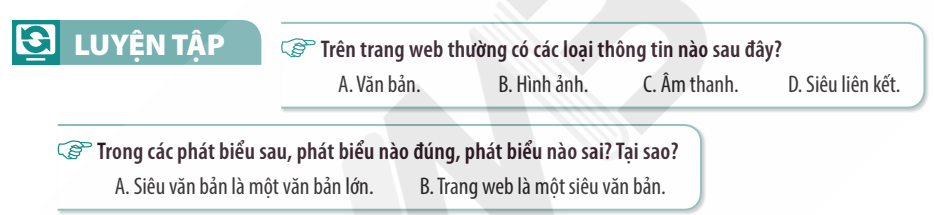 LUYỆN TẬP
Trên trang web thường có các loại thông tin nào sau đây?
A. Văn bản. B. Hình ảnh. C. Âm thanh. D. Siêu liên kết.
Trong các phát biểu sau, phát biểu nào đúng, phát biểu nào sai? Tại sao?
A. Siêu văn bản là một văn bản lớn. B. Trang web là một siêu văn bản.